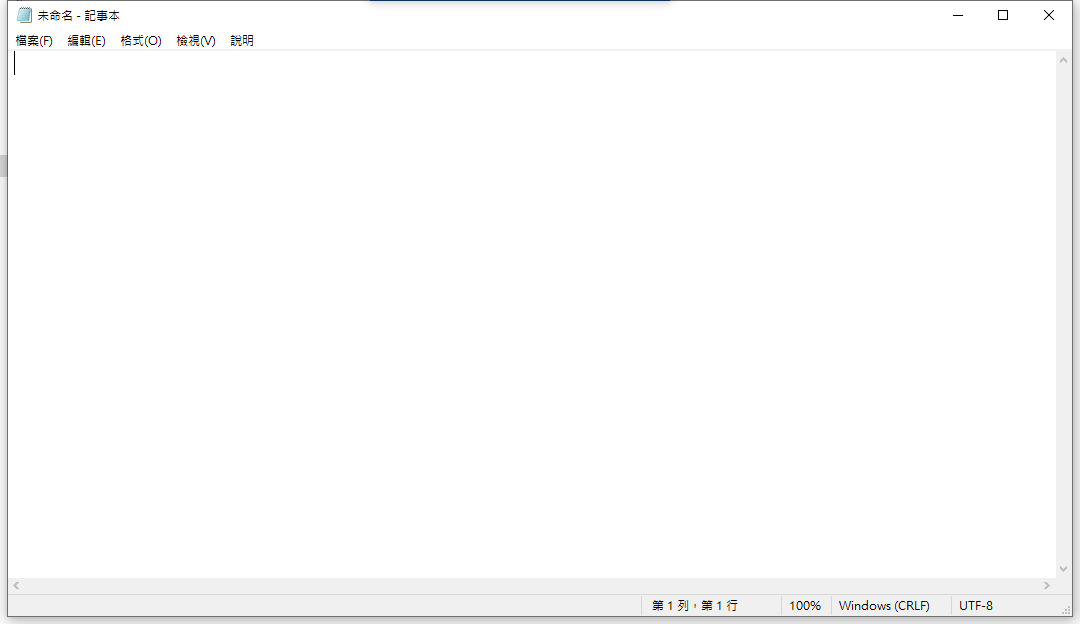 未命名 - 記事本
檔案(F) 編輯(E) 格式(O) 檢視(V) 說明
第 1 列，第 1 行 100% Windows (CRLF) UTF-8